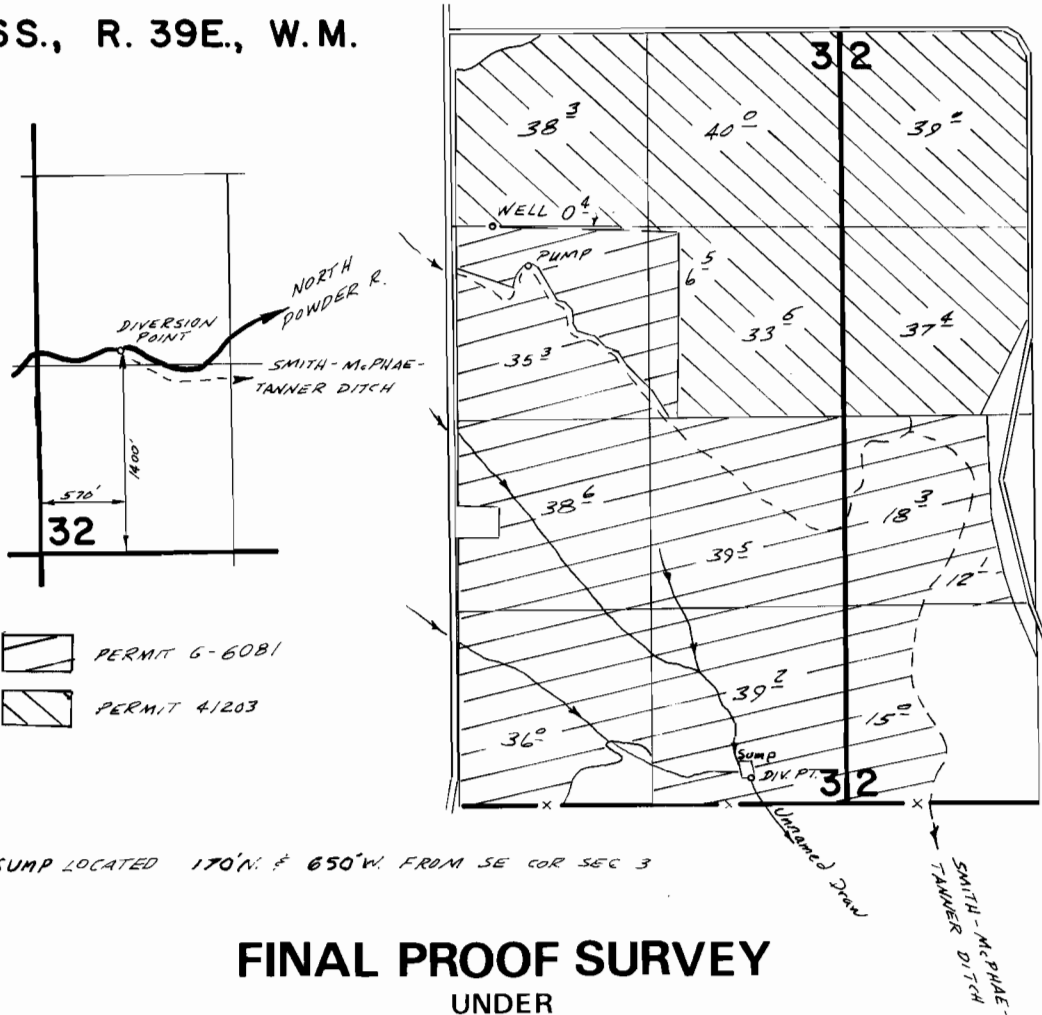 SS., R. 39E., W.M.
3 2
38 3
40 0
39
WELL 0 4
PUMP
6 5
33
37 4
35 3
NORTH
POWDER R.
DIVERSION
POINT
SMITH-McPHAE-
TANNER DITCH
1400'
570'
32
38 6
18 3
39 5
12 1
PERMIT G-6081
PERMIT 41203
39 2
15 0
36 0
Sump
DIV. PT.
3 2
Unnamed Draw
SUMP LOCATED 170'N. & 650'W. FROM SE COR SEC 3
SMITH-McPHAE-
TANNER DITCH
FINAL PROOF SURVEY
UNDER